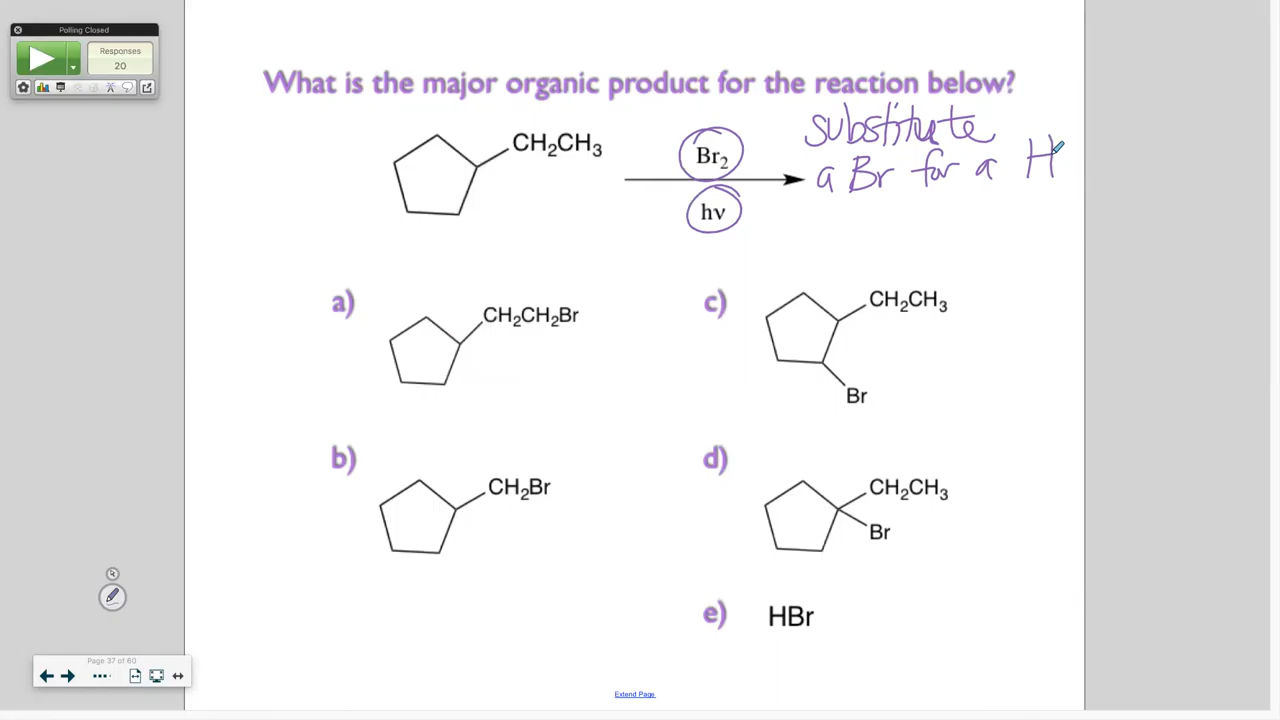 Polling Closed
Responses
20
What is the major organic product for the reaction below?
CH₂CH₃
Br₂
hν
substitute
a Br for a H
a)
CH₂CH₂Br
c)
CH₂CH₃
Br
b)
CH₂Br
d)
CH₂CH₃
Br
e)
HBr
Page 37 of 60
Extend Page